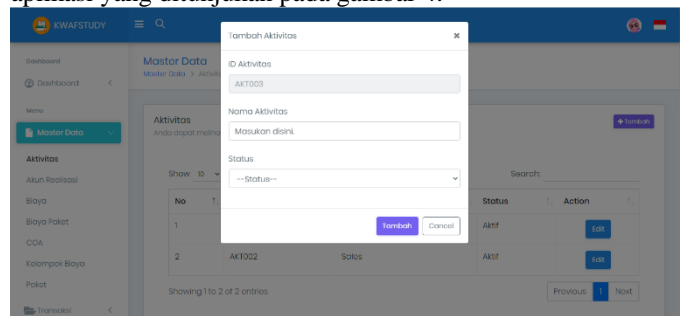 aplikasi yang ditunjukan pada gambar 4.
KWAFSTUDY
Tambah Aktivitas
×
Dashboard
Dashboard
Master Data
Master Data > Aktivit
ID Aktivitas
AKT003
Menu
Master Data
Nama Aktivitas
Masukan disini.
Aktivitas
Anda dapat melihat
+ Tambah
Aktivitas
Akun Realisasi
Biaya
Biaya Paket
COA
Kelompok Biaya
Paket
Transaksi
Status
--Status--
Show 10
Search:
No
Status
Action
Tambah
Cancel
1
Aktif
Edit
2
AKT002
Sales
Aktif
Edit
Showing 1 to 2 of 2 entries
Previous
1
Next